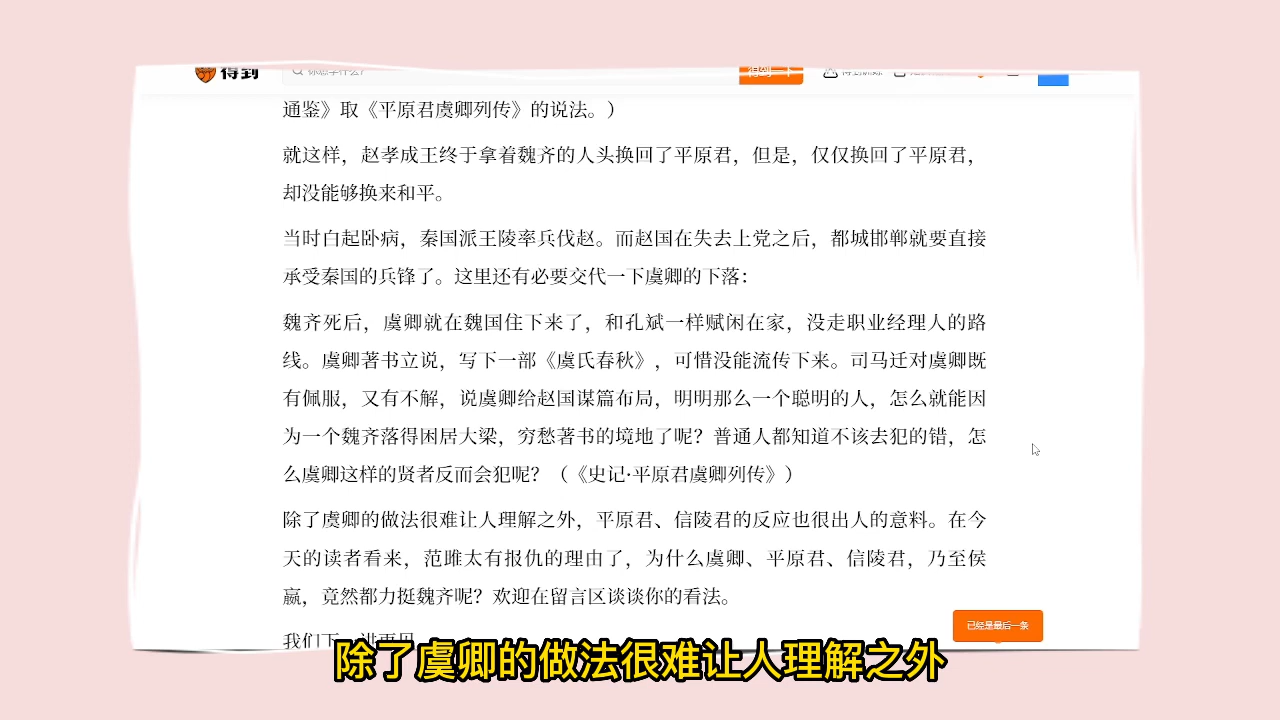 得到
你想学什么?
得到一下
通鉴》取《平原君虞卿列传》的说法。）
就这样，赵孝成王终于拿着魏齐的人头换回了平原君，但是，仅仅换回了平原君，
却没能够换来和平。
当时白起卧病，秦国派王陵率兵伐赵。而赵国在失去上党之后，都城邯郸就要直接
承受秦国的兵锋了。这里还有必要交代一下虞卿的下落：
魏齐死后，虞卿就在魏国住下来了，和孔斌一样赋闲在家，没走职业经理人的路
线。虞卿著书立说，写下一部《虞氏春秋》，可惜没能流传下来。司马迁对虞卿既
有佩服，又有不解，说虞卿给赵国谋篇布局，明明那么一个聪明的人，怎么就能因
为一个魏齐落得困居大梁，穷愁著书的境地了呢？普通人都知道不该去犯的错，怎
么虞卿这样的贤者反而会犯呢？（《史记·平原君虞卿列传》）
除了虞卿的做法很难让人理解之外，平原君、信陵君的反应也很出人的意料。在今
天的读者看来，范雎太有报仇的理由了，为什么虞卿、平原君、信陵君，乃至侯
嬴，竟然都力挺魏齐呢？欢迎在留言区谈谈你的看法。
已经是最后一条
我们下一讲再见
除了虞卿的做法很难让人理解之外